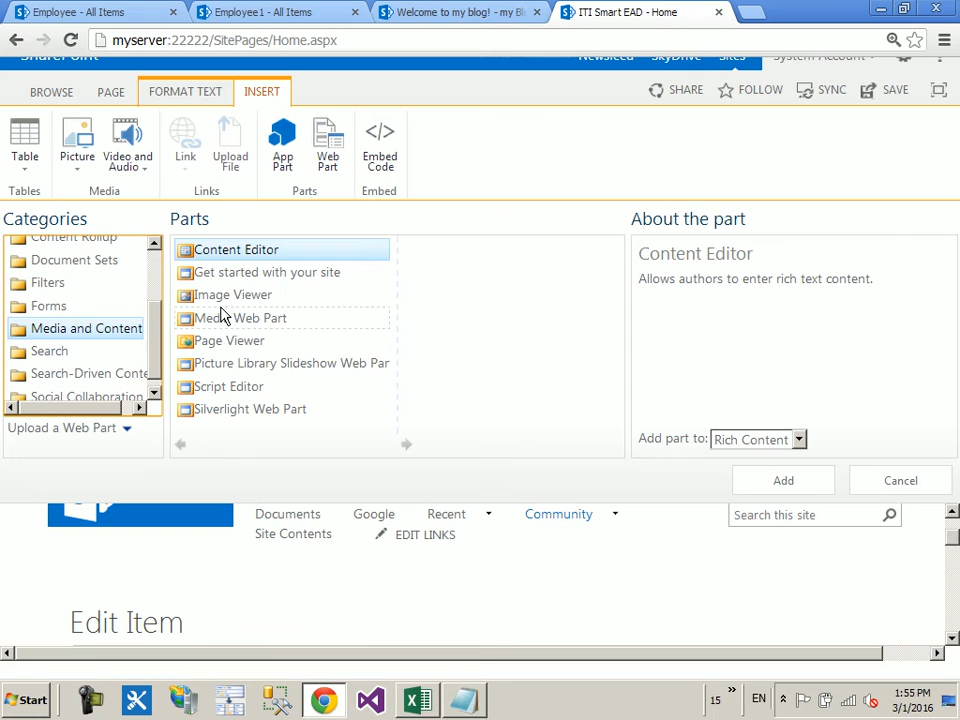 Employee - All Items
Employee1 - All Items
Welcome to my blog! - my Bl
ITI Smart EAD - Home
myserver:22222/SitePages/Home.aspx
SharePoint
Newsfeed SkyDrive Sites System Account
BROWSE PAGE FORMAT TEXT INSERT
SHARE FOLLOW SYNC SAVE
Table
Picture
Video and Audio
Link
Upload File
App Part
Web Part
Embed Code
Tables Media Links Parts Embed
Categories
Content Rollup
Document Sets
Filters
Forms
Media and Content
Search
Search-Driven Conte
Social Collaboration
Upload a Web Part
Parts
Content Editor
Get started with your site
Image Viewer
Media Web Part
Page Viewer
Picture Library Slideshow Web Par
Script Editor
Silverlight Web Part
About the part
Content Editor
Allows authors to enter rich text content.
Add part to: Rich Content
Add Cancel
Documents Google Recent Community
Search this site
Site Contents EDIT LINKS
Edit Item
Start
15 »
EN
1:55 PM
3/1/2016